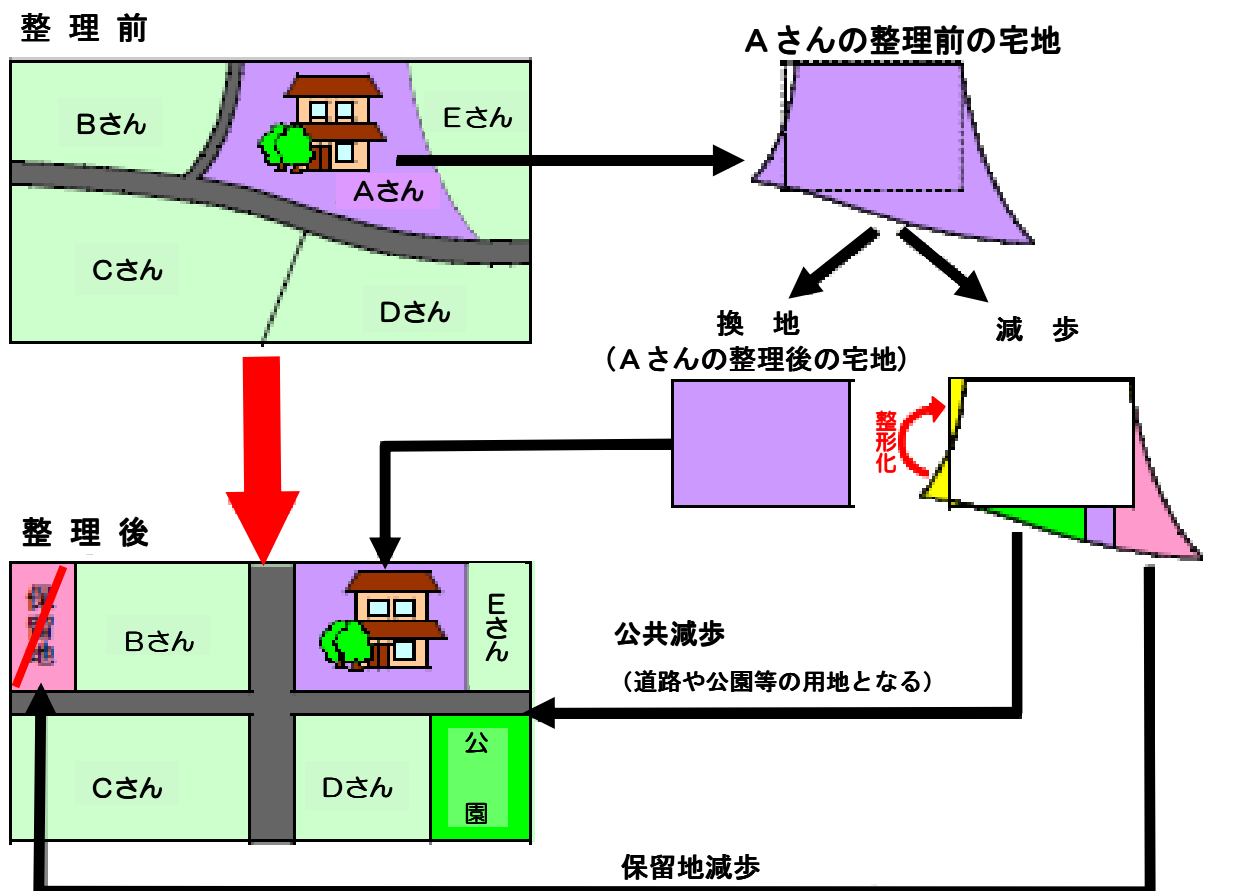 整理前
Bさん
Eさん
Aさん
Cさん
Dさん
Aさんの整理前の宅地
換地
(Aさんの整理後の宅地)
減歩
整形化
整理後
保留地
Bさん
Eさん
Cさん
Dさん
公園
公共減歩
(道路や公園等の用地となる)
保留地減歩